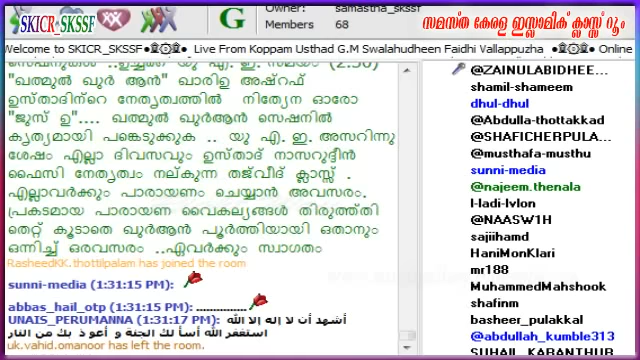 SKICR_SKSSF
G
Owner: samastha_skssf
Members 68
സമസ്ത കേരള ഇസ്ലാമിക് ക്ലാസ്സ് റൂം
Welcome to SKICR_SKSSF Live From Koppam Usthad G.M Swalahudheen Faidhi Vallappuzha Online
"ഖത്മുൽ ഖുർ ആൻ" ഖാരിഉ അഷ്റഫ്
ഉസ്താദിന്റെ നേതൃത്വത്തിൽ നിത്യേന ഓരോ
"ജുസ് ഉ".... ഖത്മുൽ ഖുർആൻ സെഷനിൽ
കൃത്യമായി പങ്കെടുക്കുക .. യു എ. ഇ. അസറിന്നു
ശേഷം എല്ലാ ദിവസവും ഉസ്താദ് നാസറുദ്ദീൻ
ഫൈസി നേതൃത്വം നല്കുന്ന തജ്‌വീദ് ക്ലാസ്സ് .
എല്ലാവർക്കും പാരായണം ചെയ്യാൻ അവസരം.
പ്രകടമായ പാരായണ വൈകല്യങ്ങൾ തിരുത്ത്തി
തെറ്റ് കൂടാതെ ഖുർആൻ പൂർത്തിയായി ഒതാനും
ഒന്നിച്ച് ഒരവസരം ..ഏവർക്കും സ്വാഗതം
RasheedKK.thottilpalam has joined the room
sunni-media (1:31:15 PM):
abbas_hail_otp (1:31:15 PM): ..............
UNAIS_PERUMANNA (1:31:17 PM): أشهد أن لا إله إلا الله
استغفر الله أسأ لك الجنة و أعوذ بك من النار
uk.vahid.omanoor has left the room.
@ZAINULABIDHEE...
shamil-shameem
dhul-dhul
@Abdulla-thottakkad
@SHAFICHERPULA...
@musthafa-musthu
sunni-media
@najeem.thenala
I-ladi-Ivlon
@NAASW1H
sajiihamd
HaniMonKlari
mr188
MuhammedMahshook
shafinm
basheer_pulakkal
@abdullah_kumble313
SUHAIL_KARANTHUR